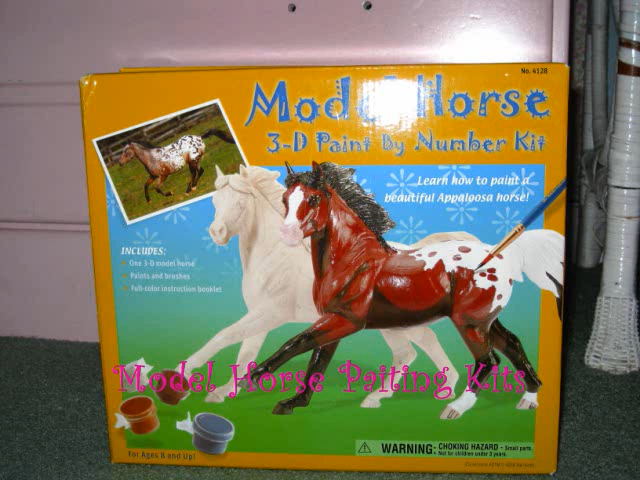 No. 4128
Model Horse
3-D Paint By Number Kit
Learn how to paint a
beautiful Appaloosa horse!
INCLUDES:
One 3-D model horse
Paints and brushes
Full-color instruction booklet
Model Horse Paiting Kits
For Ages 8 and Up!
WARNING- CHOKING HAZARD - Small parts.
Not for children under 3 years.